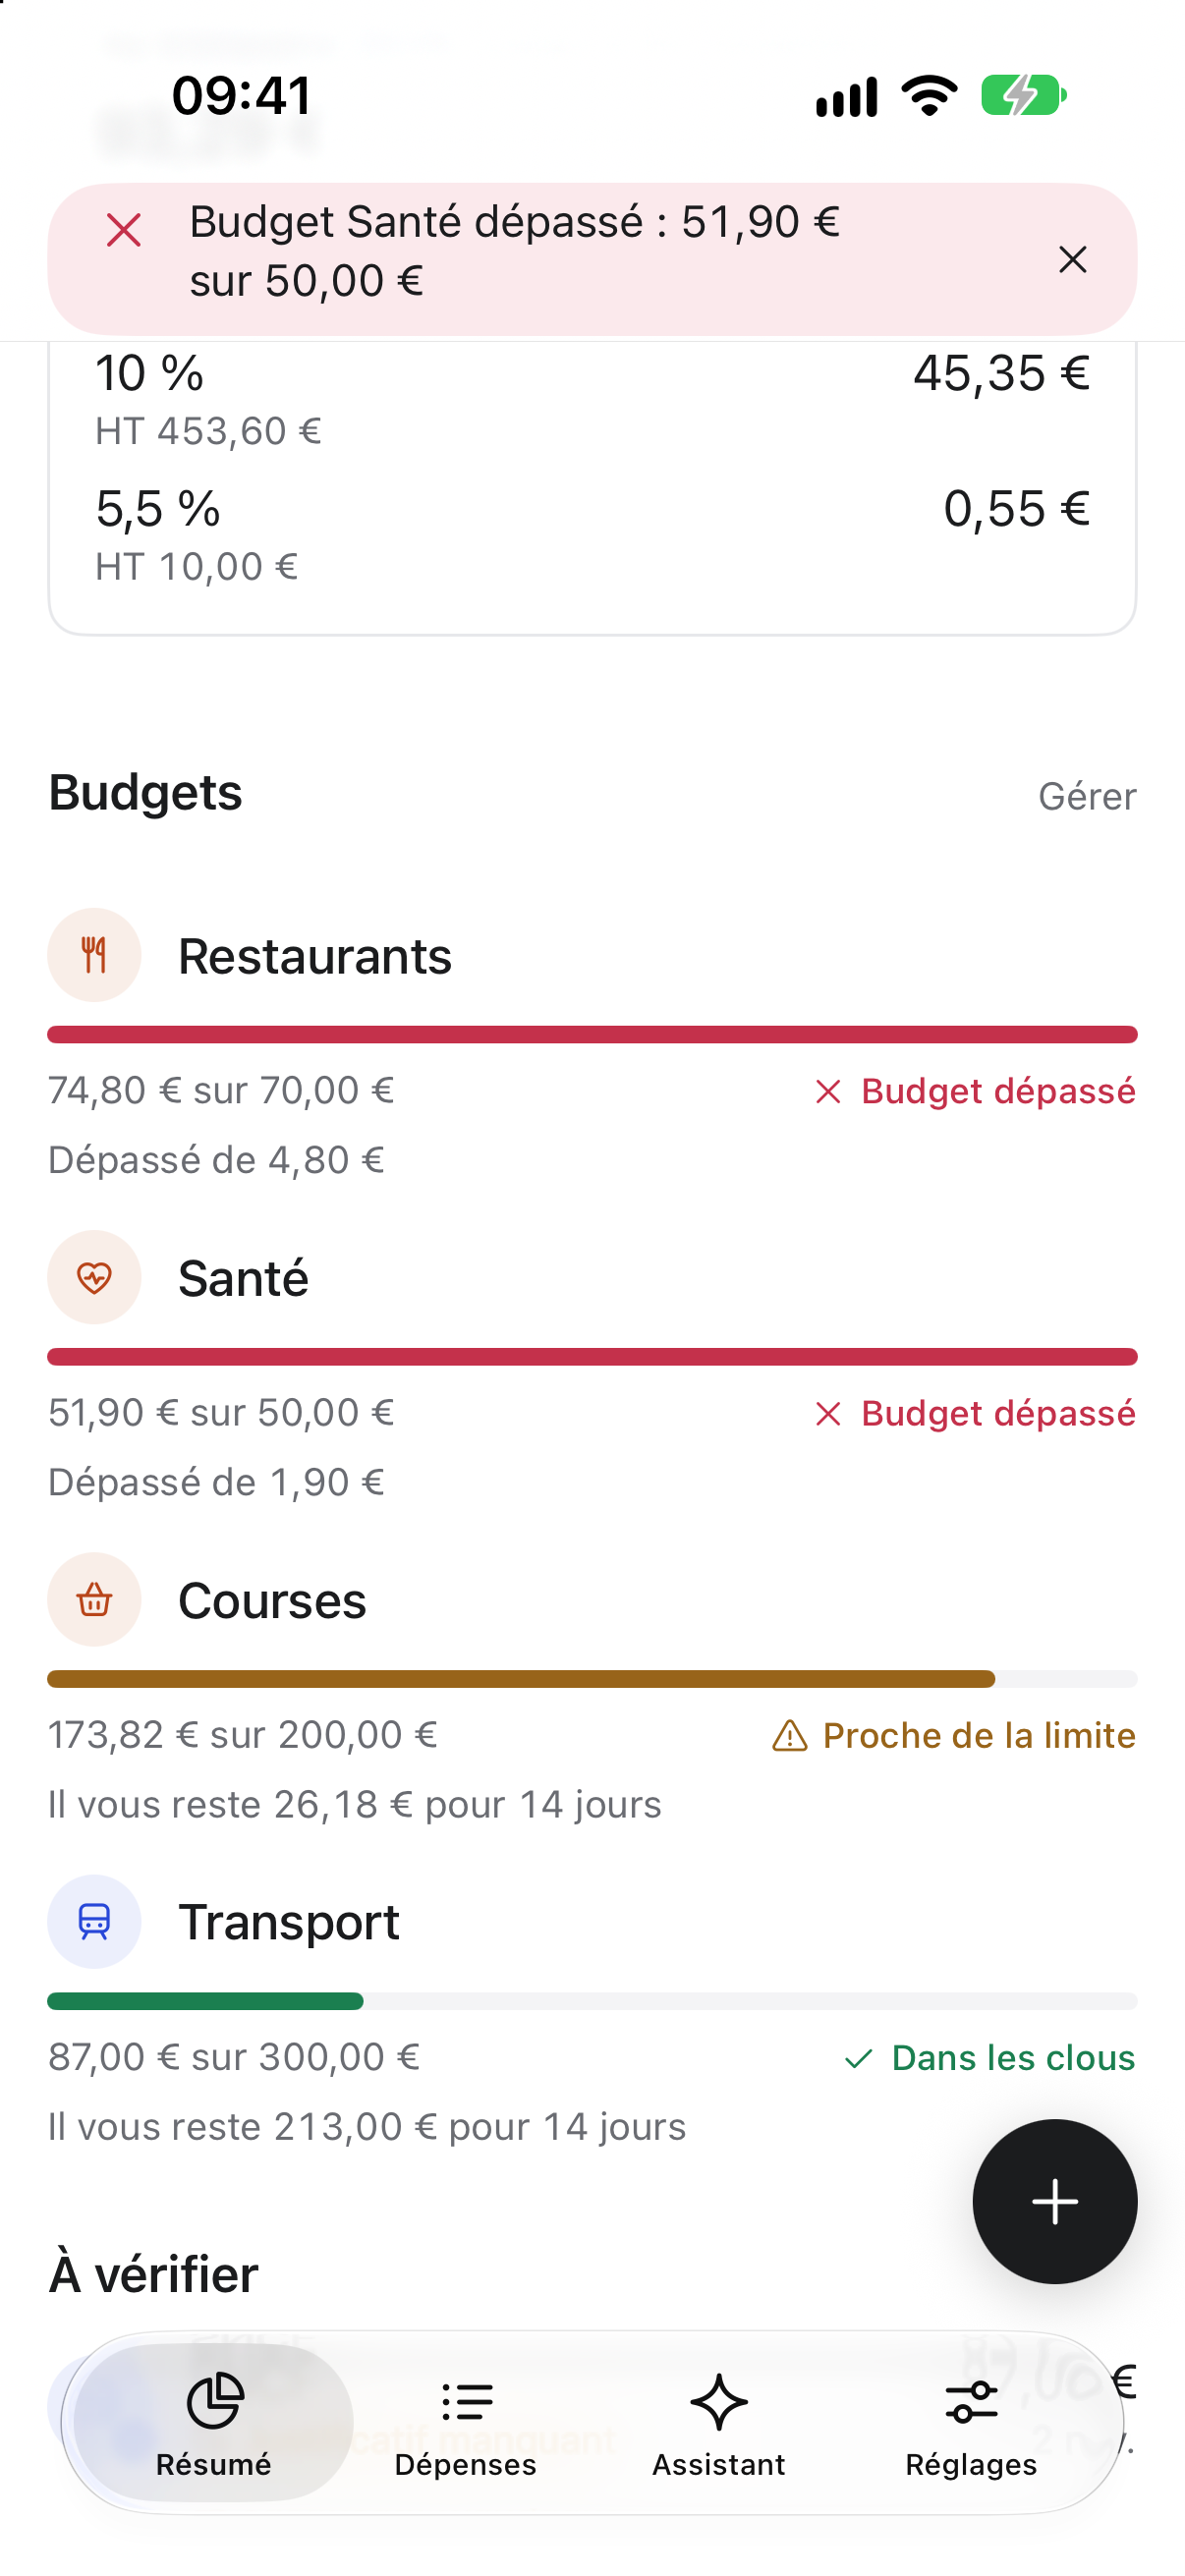 09:41
Budget Santé dépassé : 51,90 €
sur 50,00 €
10 % 45,35 €
HT 453,60 €
5,5 % 0,55 €
HT 10,00 €
Budgets Gérer
Restaurants
74,80 € sur 70,00 € Budget dépassé
Dépassé de 4,80 €
Santé
51,90 € sur 50,00 € Budget dépassé
Dépassé de 1,90 €
Courses
173,82 € sur 200,00 € Proche de la limite
Il vous reste 26,18 € pour 14 jours
Transport
87,00 € sur 300,00 € Dans les clous
Il vous reste 213,00 € pour 14 jours
À vérifier
€
manquant
Résumé Dépenses Assistant Réglages